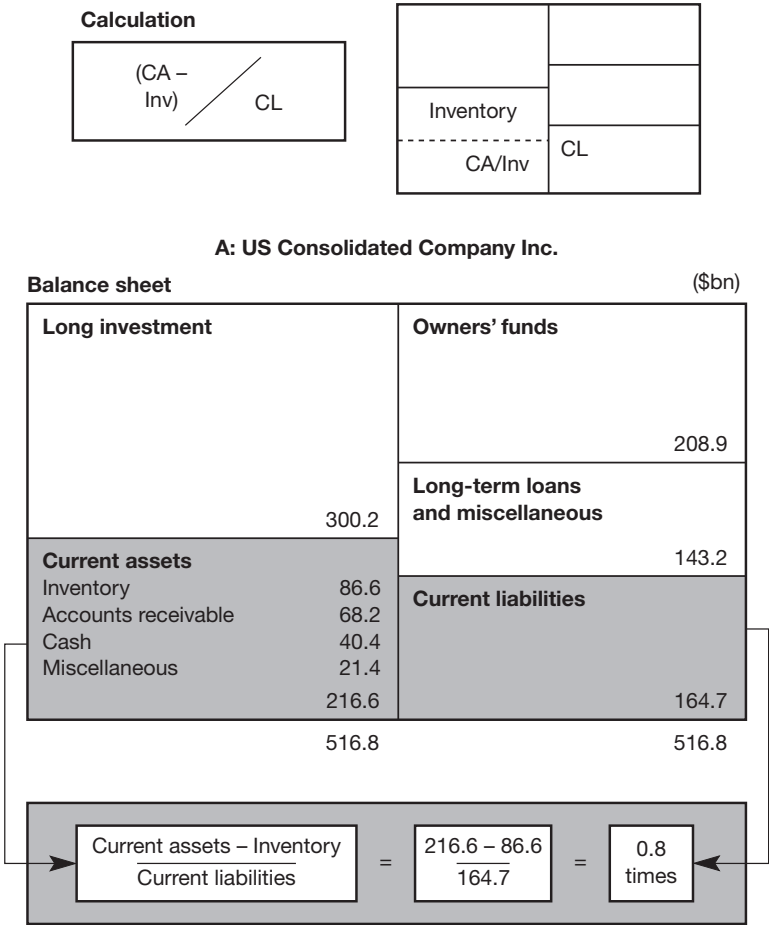 Calculation
(CA –
Inv)
CL
Inventory
CA/Inv
CL
A: US Consolidated Company Inc.
Balance sheet ($bn)
Long investment
300.2
Owners’ funds
208.9
Long-term loans
and miscellaneous
143.2
Current assets
Inventory 86.6
Accounts receivable 68.2
Cash 40.4
Miscellaneous 21.4
216.6
Current liabilities
164.7
516.8 516.8
Current assets – Inventory
Current liabilities
=
216.6 – 86.6
164.7
=
0.8
times